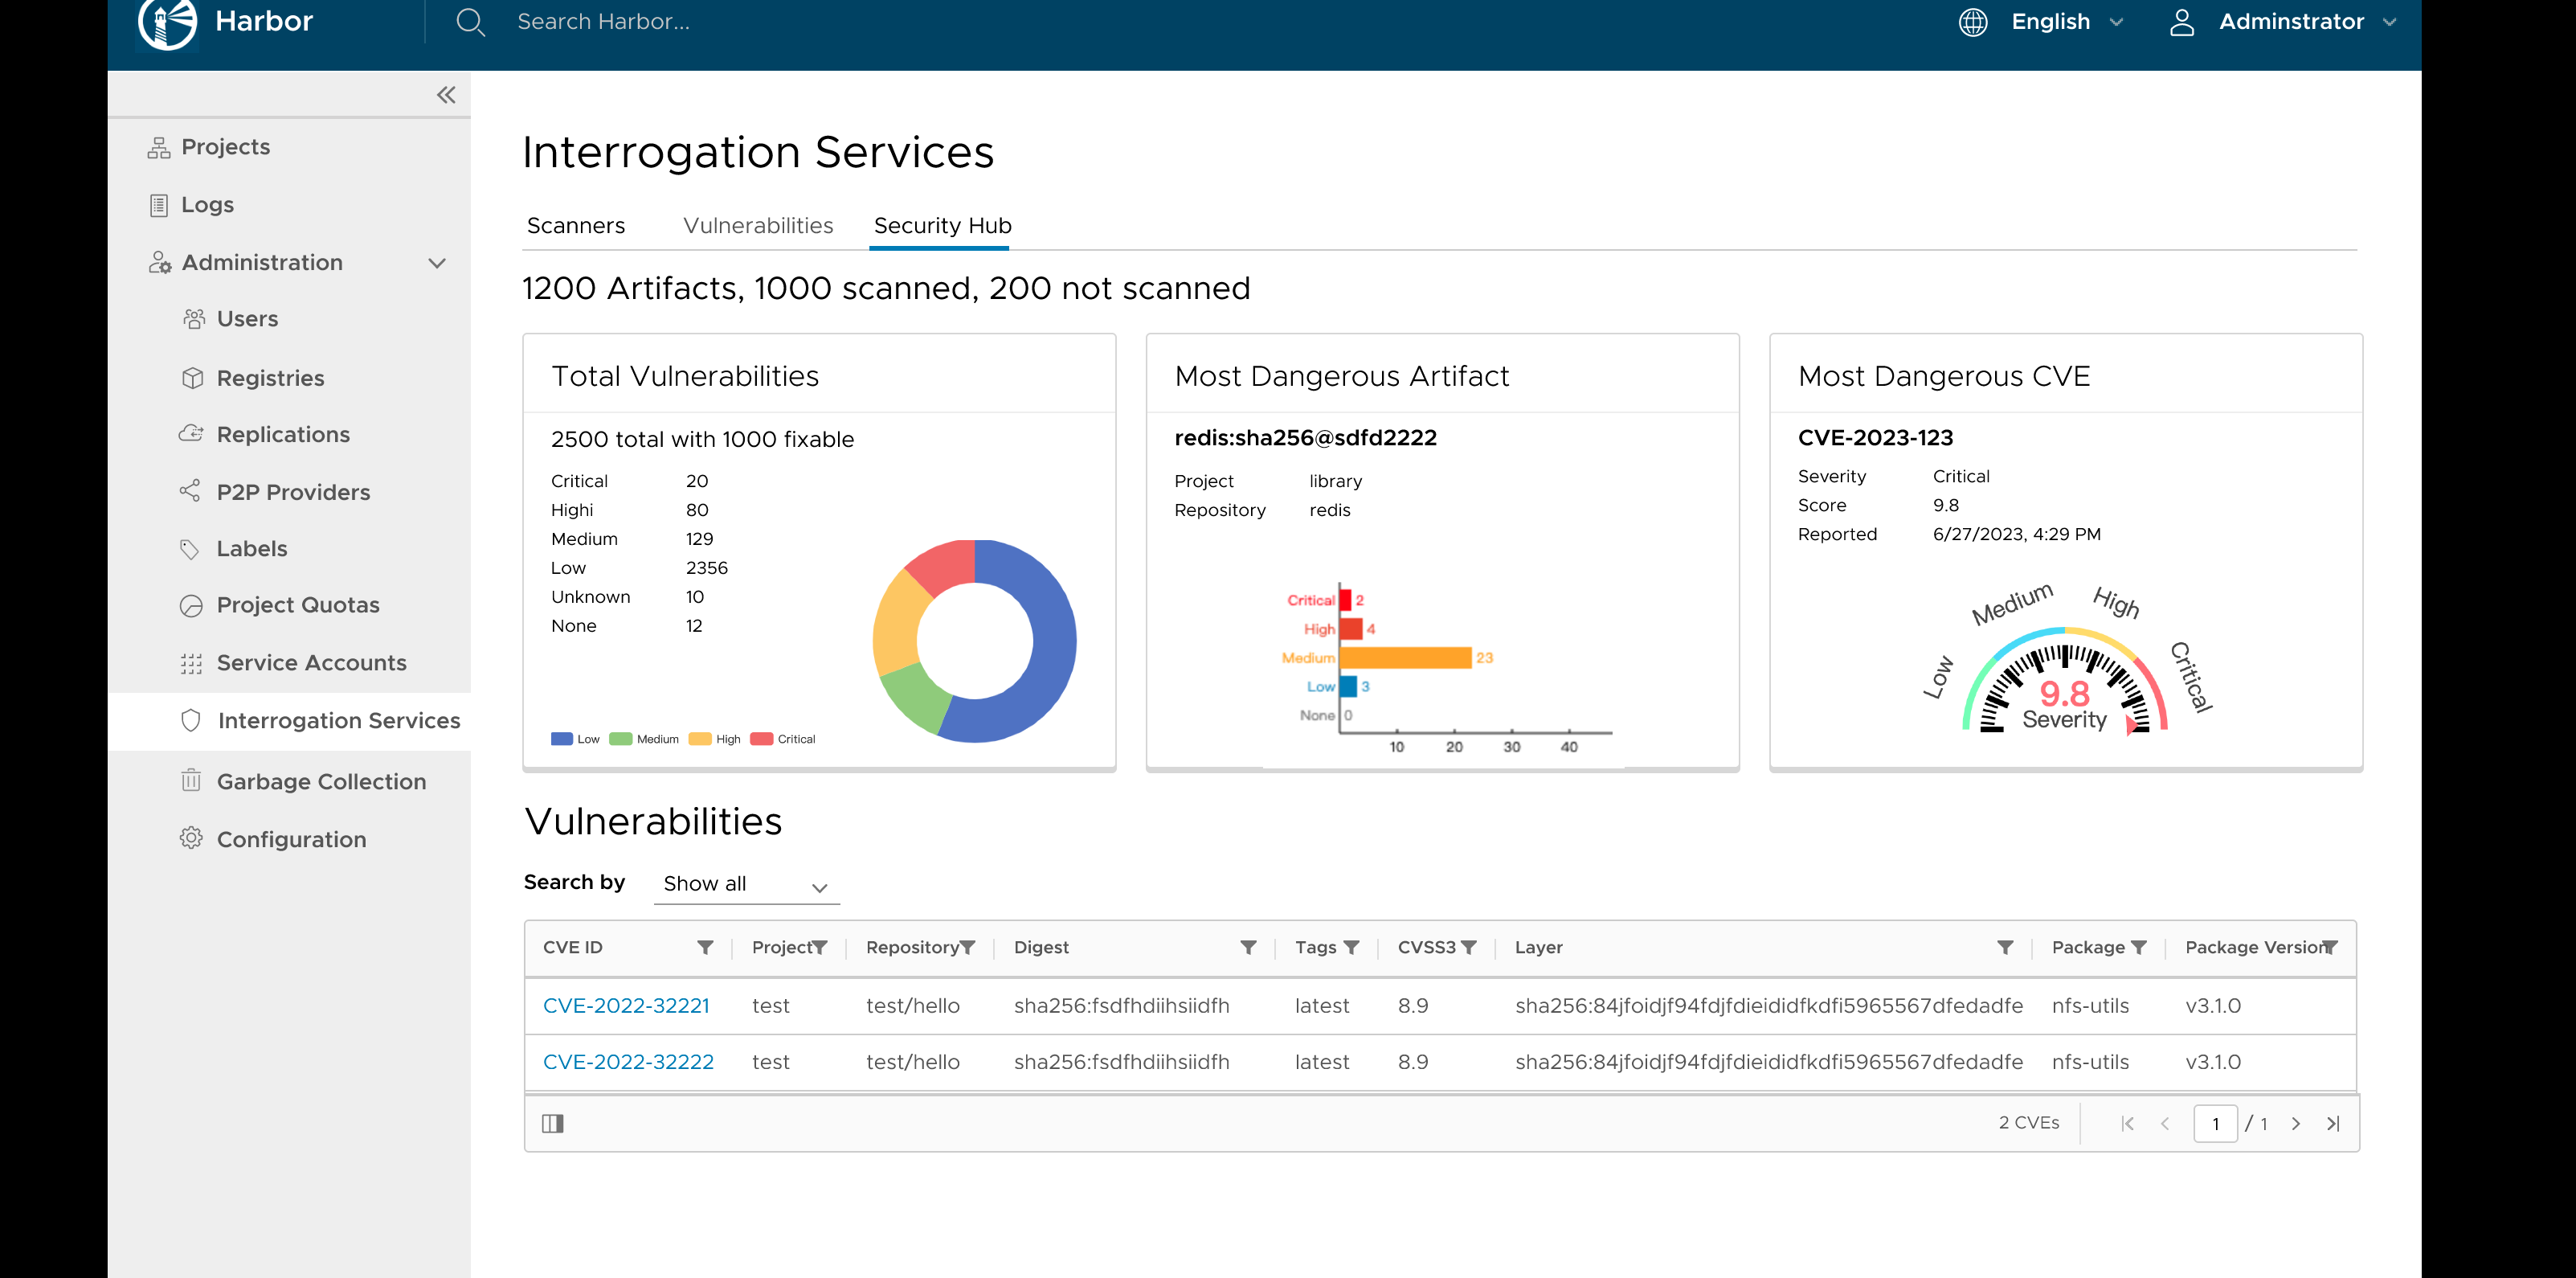 Harbor
Search Harbor...
English
Adminstrator
Projects
Logs
Administration
Users
Registries
Replications
P2P Providers
Labels
Project Quotas
Service Accounts
Interrogation Services
Garbage Collection
Configuration
Interrogation Services
Scanners Vulnerabilities Security Hub
1200 Artifacts, 1000 scanned, 200 not scanned
Total Vulnerabilities
2500 total with 1000 fixable
Critical 20
Highi 80
Medium 129
Low 2356
Unknown 10
None 12
Low Medium High Critical
Most Dangerous Artifact
redis:sha256@sdfd2222
Project library
Repository redis
Critical 2
High 4
Medium 23
Low 3
None 0
10 20 30 40
Most Dangerous CVE
CVE-2023-123
Severity Critical
Score 9.8
Reported 6/27/2023, 4:29 PM
Low Medium High Critical
9.8
Severity
Vulnerabilities
Search by Show all
CVE ID Project Repository Digest Tags CVSS3 Layer Package Package Version
CVE-2022-32221 test test/hello sha256:fsdfhdiihsiidfh latest 8.9 sha256:84jfoidjf94fdjfdieididfkdfi5965567dfedadfe nfs-utils v3.1.0
CVE-2022-32222 test test/hello sha256:fsdfhdiihsiidfh latest 8.9 sha256:84jfoidjf94fdjfdieididfkdfi5965567dfedadfe nfs-utils v3.1.0
2 CVEs 1 / 1